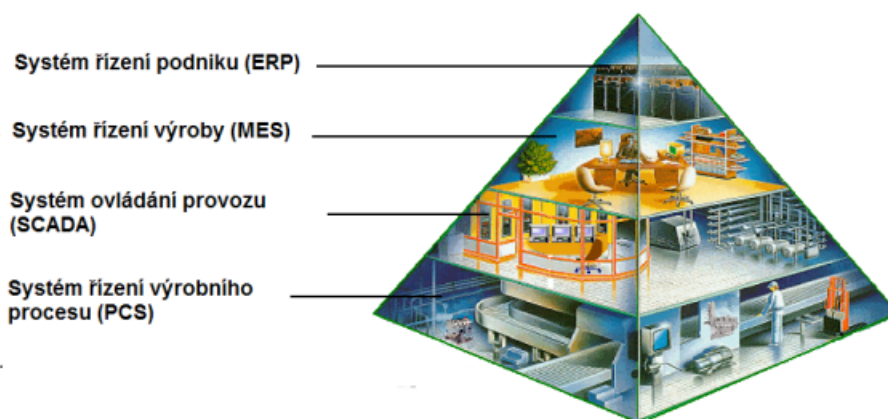 Systém řízení podniku (ERP)
Systém řízení výroby (MES)
Systém ovládání provozu
(SCADA)
Systém řízení výrobního
procesu (PCS)